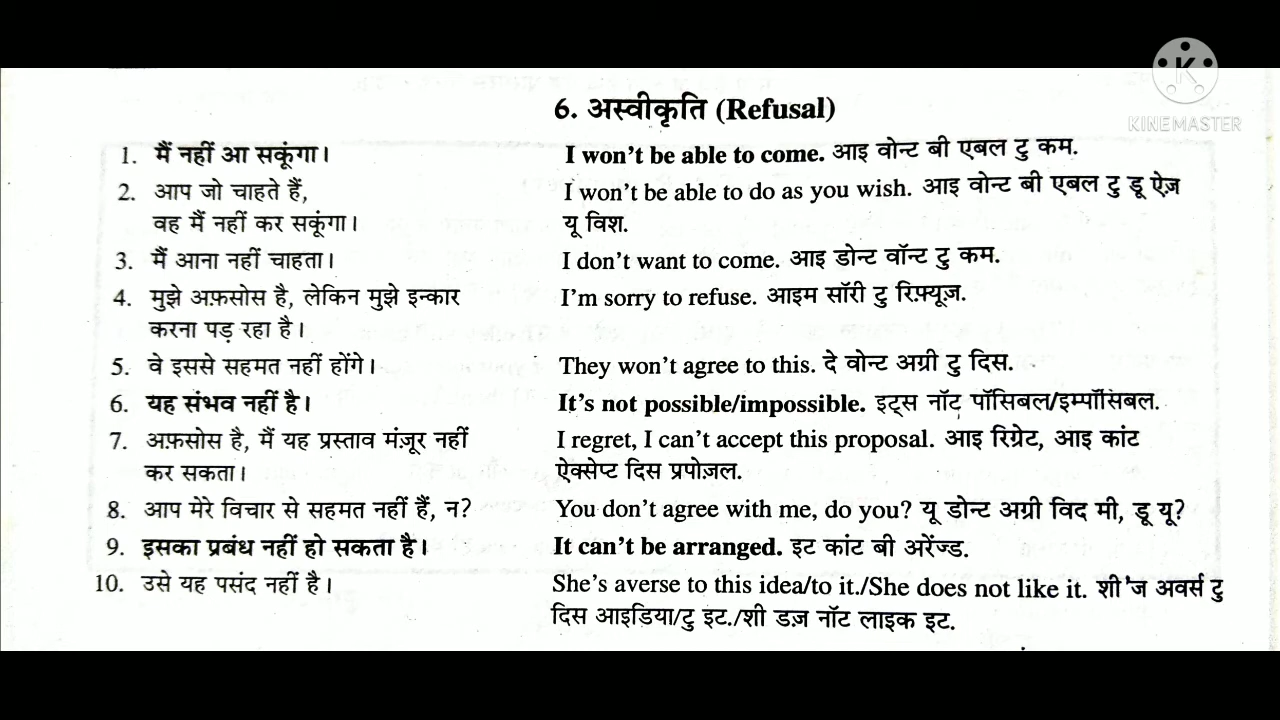 KINEMASTER
6. अस्वीकृति (Refusal)
1. मैं नहीं आ सकूंगा। I won't be able to come. आइ वोन्ट बी एबल टु कम.
2. आप जो चाहते हैं, I won't be able to do as you wish. आइ वोन्ट बी एबल टु डू ऐज़
वह मैं नहीं कर सकूंगा। यू विश.
3. मैं आना नहीं चाहता। I don't want to come. आइ डोन्ट वॉन्ट टु कम.
4. मुझे अफ़सोस है, लेकिन मुझे इन्कार I'm sorry to refuse. आइम सॉरी टु रिफ़्यूज़.
करना पड़ रहा है।
5. वे इससे सहमत नहीं होंगे। They won't agree to this. दे वोन्ट अग्री टु दिस.
6. यह संभव नहीं है। It's not possible/impossible. इट्स नॉट् पॉसिबल/इम्पॉसिबल.
7. अफ़सोस है, मैं यह प्रस्ताव मंज़ूर नहीं I regret, I can't accept this proposal. आइ रिग्रेट, आइ कांट
कर सकता। ऐक्सेप्ट दिस प्रपोज़ल.
8. आप मेरे विचार से सहमत नहीं हैं, न? You don't agree with me, do you? यू डोन्ट अग्री विद मी, डू यू?
9. इसका प्रबंध नहीं हो सकता है। It can't be arranged. इट कांट बी अरेंज्ड.
10. उसे यह पसंद नहीं है। She's averse to this idea/to it./She does not like it. शी'ज अवर्स टु
दिस आइडिया/टु इट./शी डज़ नॉट लाइक इट.